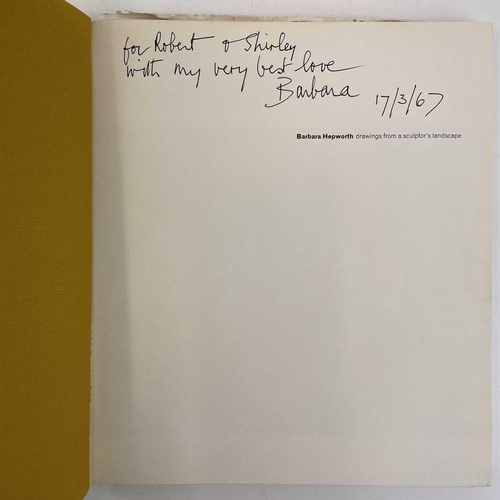 for Robert & Shirley
with my very best love
Barbara 17/3/67
Barbara Hepworth drawings from a sculptor's landscape